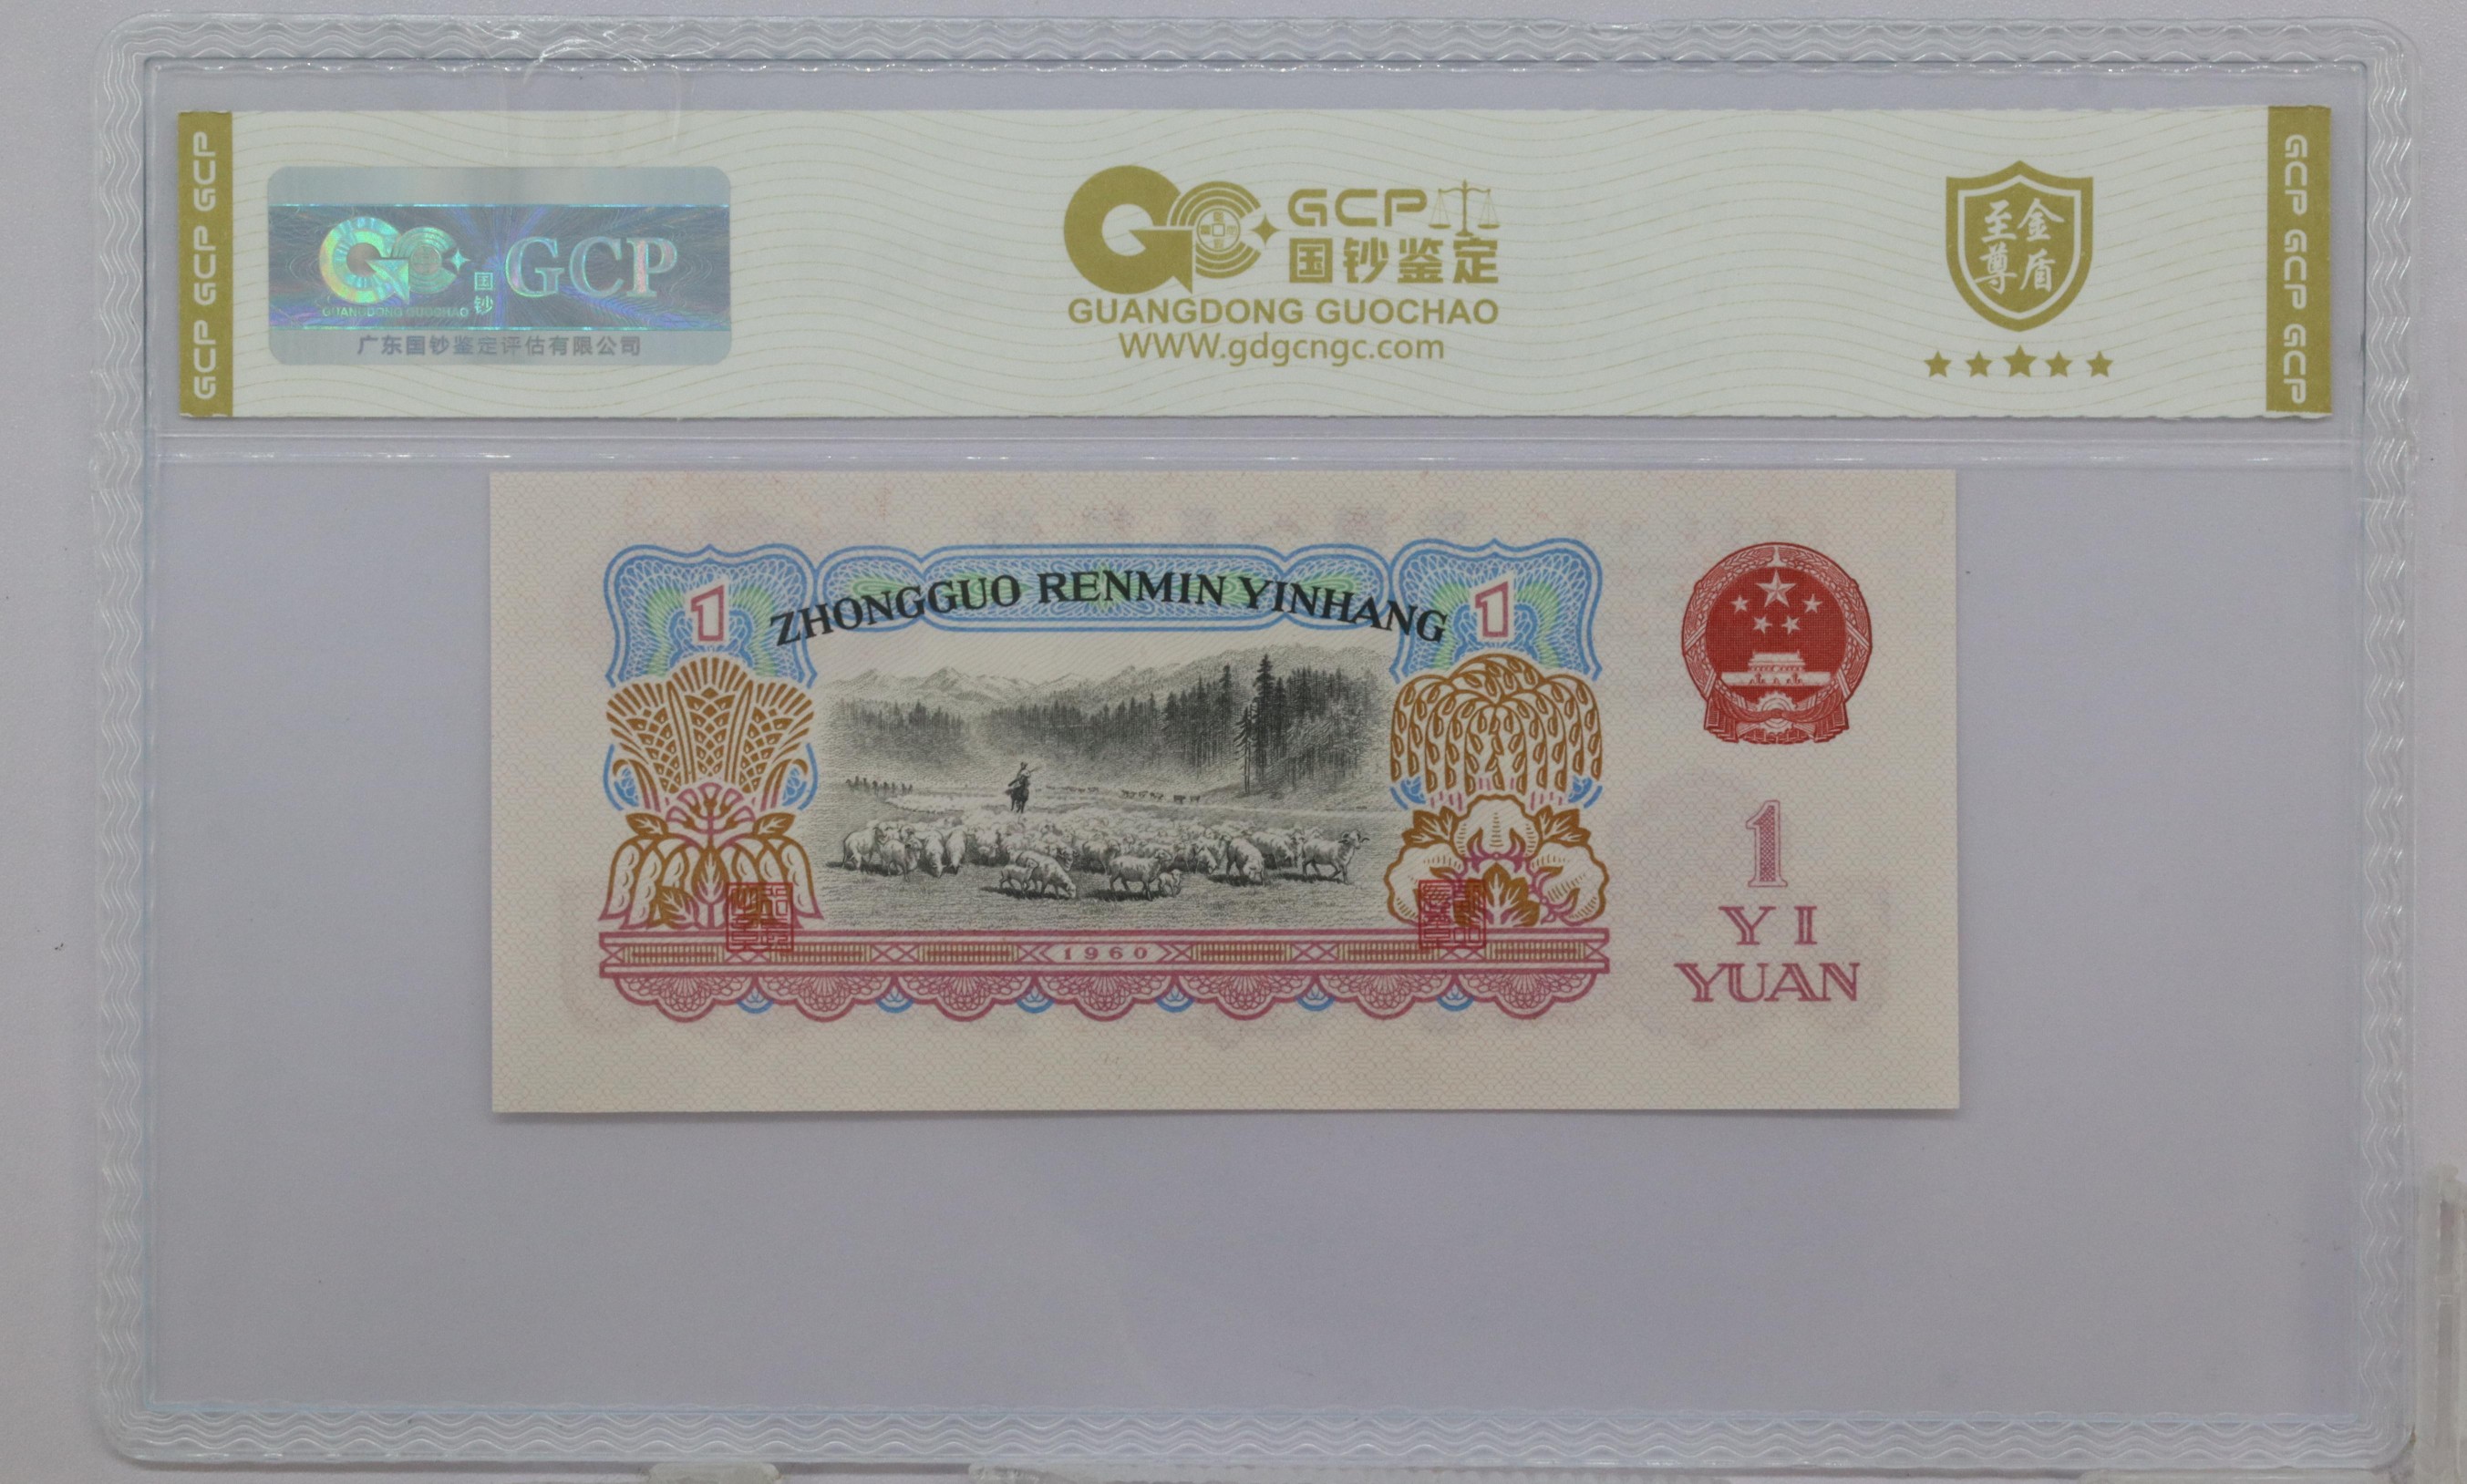 GCP GCP GCP
GUANGDONG GUOCHAO
国钞
GCP
广东国钞鉴定评估有限公司
GCP
国钞鉴定
GUANGDONG GUOCHAO
WWW.gdgcngc.com
至尊
金盾
GCP GCP GCP
1
ZHONGGUO RENMIN YINHANG
1
1960
1
YI
YUAN